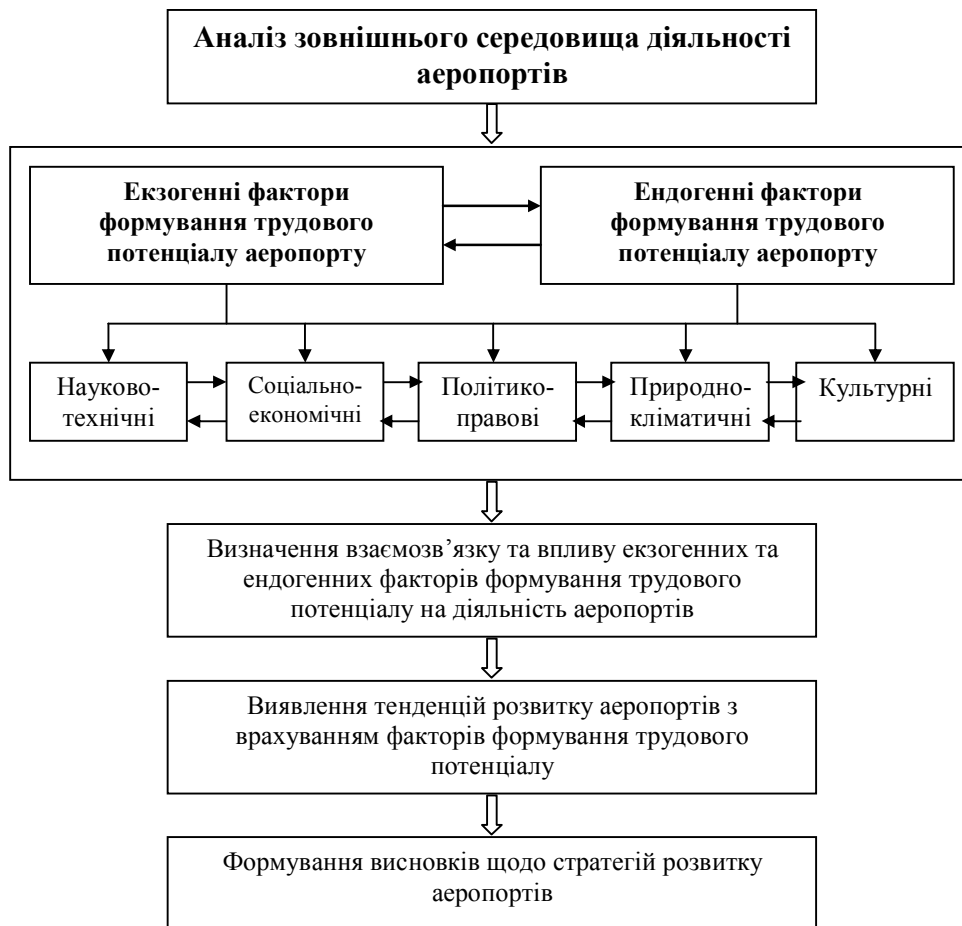 Аналіз зовнішнього середовища діяльності
аеропортів
Екзогенні фактори
формування трудового
потенціалу аеропорту
Ендогенні фактори
формування трудового
потенціалу аеропорту
Науково-
технічні
Соціально-
економічні
Політико-
правові
Природно-
кліматичні
Культурні
Визначення взаємозв’язку та впливу екзогенних та
ендогенних факторів формування трудового
потенціалу на діяльність аеропортів
Виявлення тенденцій розвитку аеропортів з
врахуванням факторів формування трудового
потенціалу
Формування висновків щодо стратегій розвитку
аеропортів